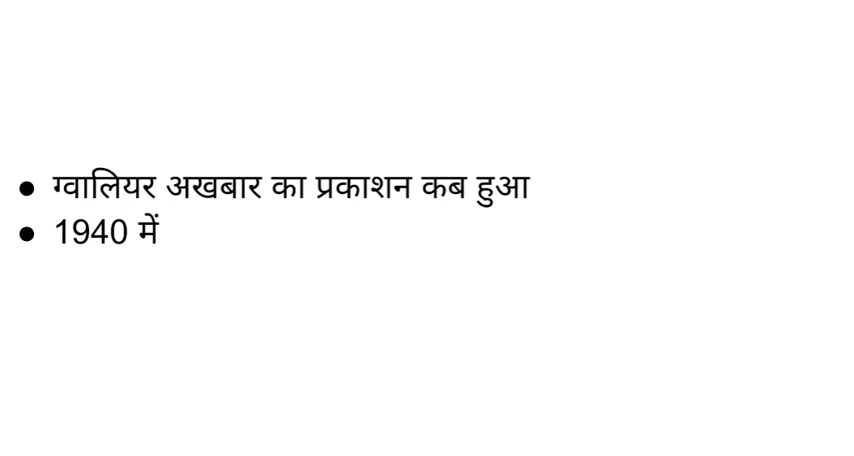 ● ग्वालियर अखबार का प्रकाशन कब हुआ
● 1940 में